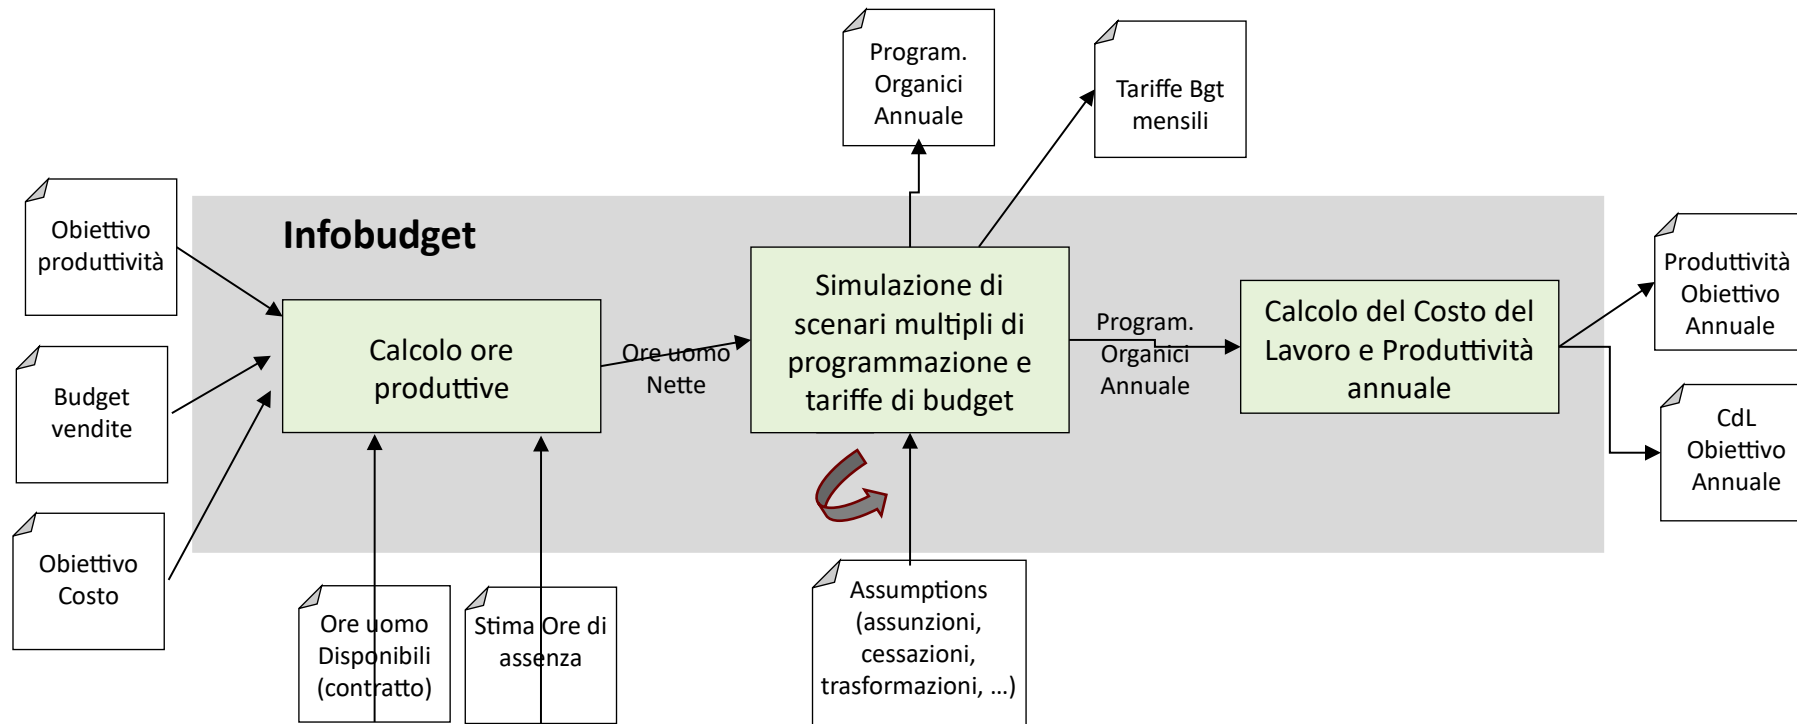 Program.
Organici
Annuale
Tariffe Bgt
mensili
Obiettivo
produttività
Infobudget
Budget
vendite
Obiettivo
Costo
Calcolo ore
produttive
Ore uomo
Nette
Simulazione di
scenari multipli di
programmazione e
tariffe di budget
Program.
Organici
Annuale
Calcolo del Costo del
Lavoro e Produttività
annuale
Produttività
Obiettivo
Annuale
CdL
Obiettivo
Annuale
Ore uomo
Disponibili
(contratto)
Stima Ore di
assenza
Assumptions
(assunzioni,
cessazioni,
trasformazioni, ...)